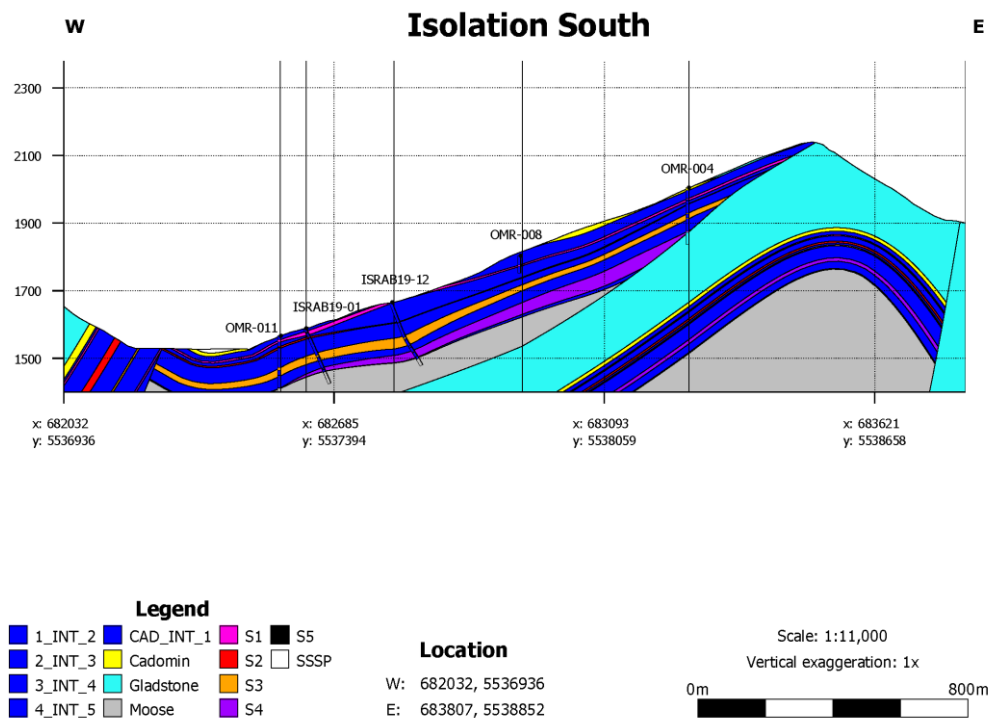 Isolation South
W
E
2300
2100
1900
1700
1500
OMR-004
OMR-008
ISRAB19-12
ISRAB19-01
OMR-011
x: 682032
y: 5536936
x: 682685
y: 5537394
x: 683093
y: 5538059
x: 683621
y: 5538658
Legend
1_INT_2
CAD_INT_1
S1
S5
2_INT_3
Cadomin
S2
SSSP
3_INT_4
Gladstone
S3
4_INT_5
Moose
S4
Location
W: 682032, 5536936
E: 683807, 5538852
Scale: 1:11,000
Vertical exaggeration: 1x
0m
800m